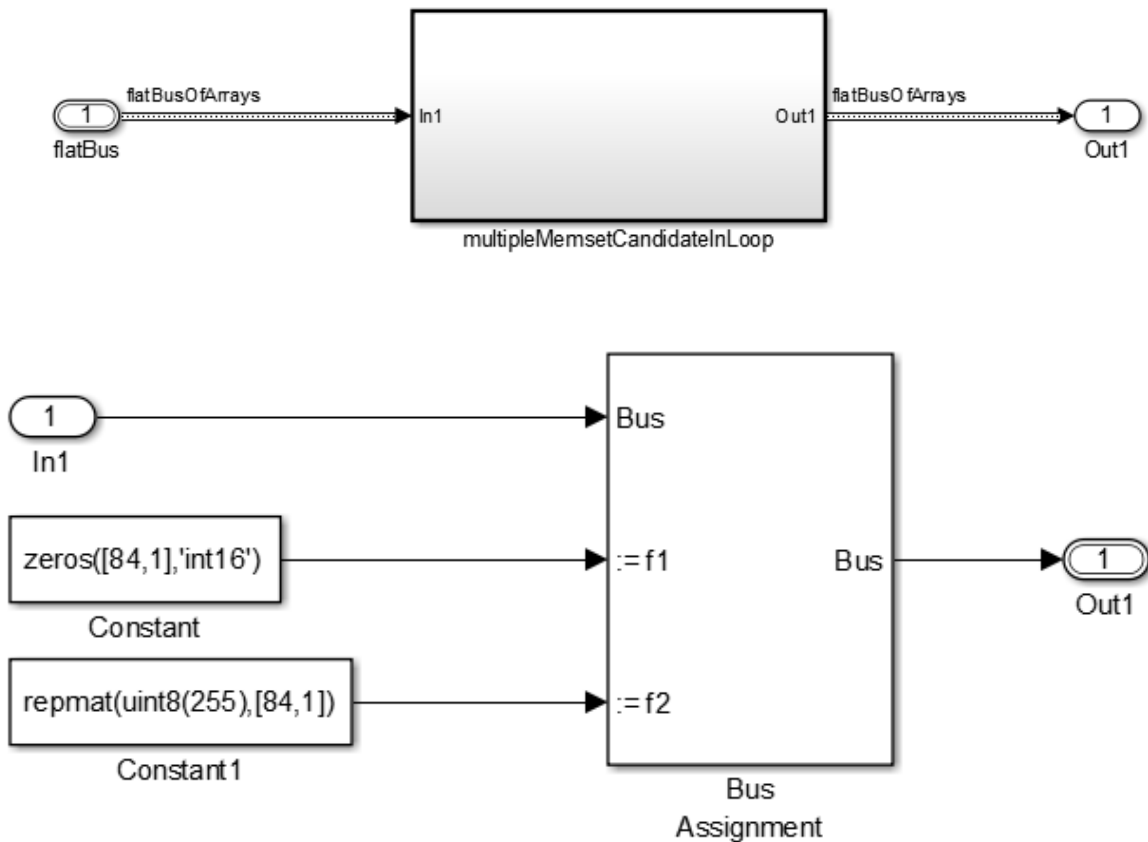 flatBusOfArrays
flatBusOfArrays
1
In1
Out1
1
flatBus
Out1
multipleMemsetCandidateInLoop
1
Bus
In1
zeros([84,1],'int16')
:= f1
Bus
1
Constant
Out1
repmat(uint8(255),[84,1])
:= f2
Constant1
Bus
Assignment